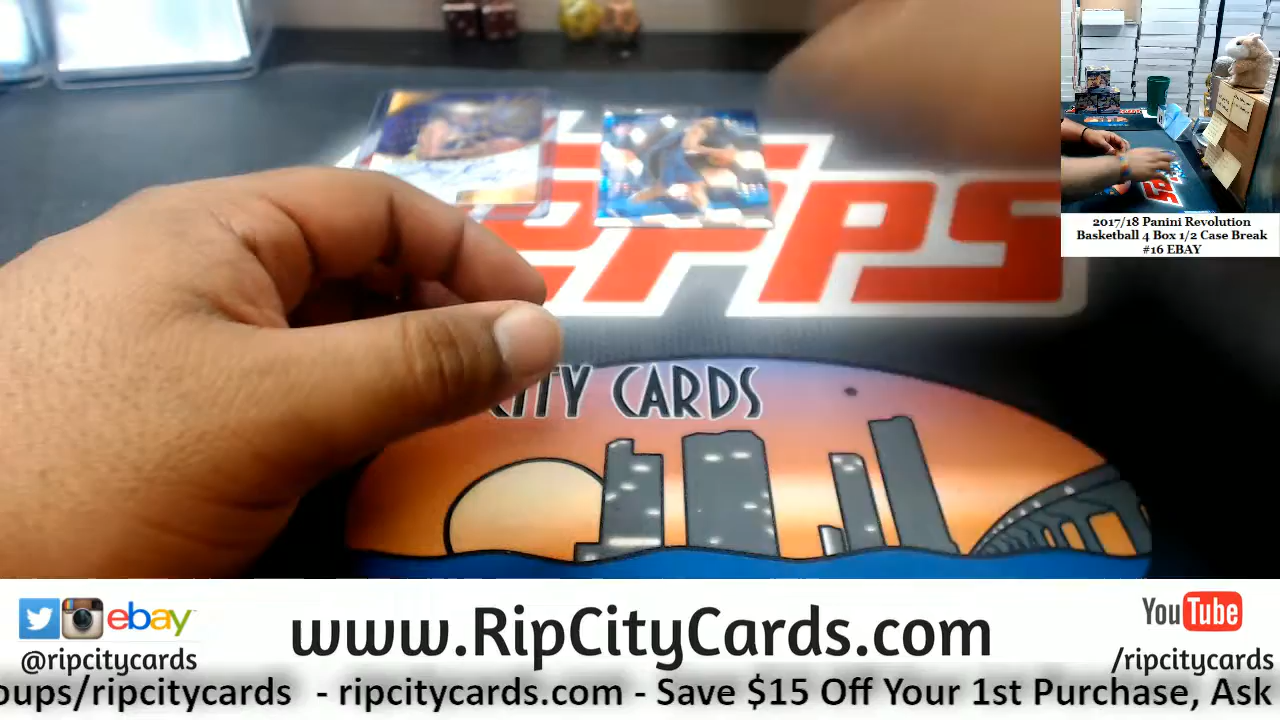 2017/18 Panini Revolution
Basketball 4 Box 1/2 Case Break
#16 EBAY
CITY CARDS
ebay
www.RipCityCards.com
YouTube
@ripcitycards
/ripcitycards
oups/ripcitycards - ripcitycards.com - Save $15 Off Your 1st Purchase, Ask